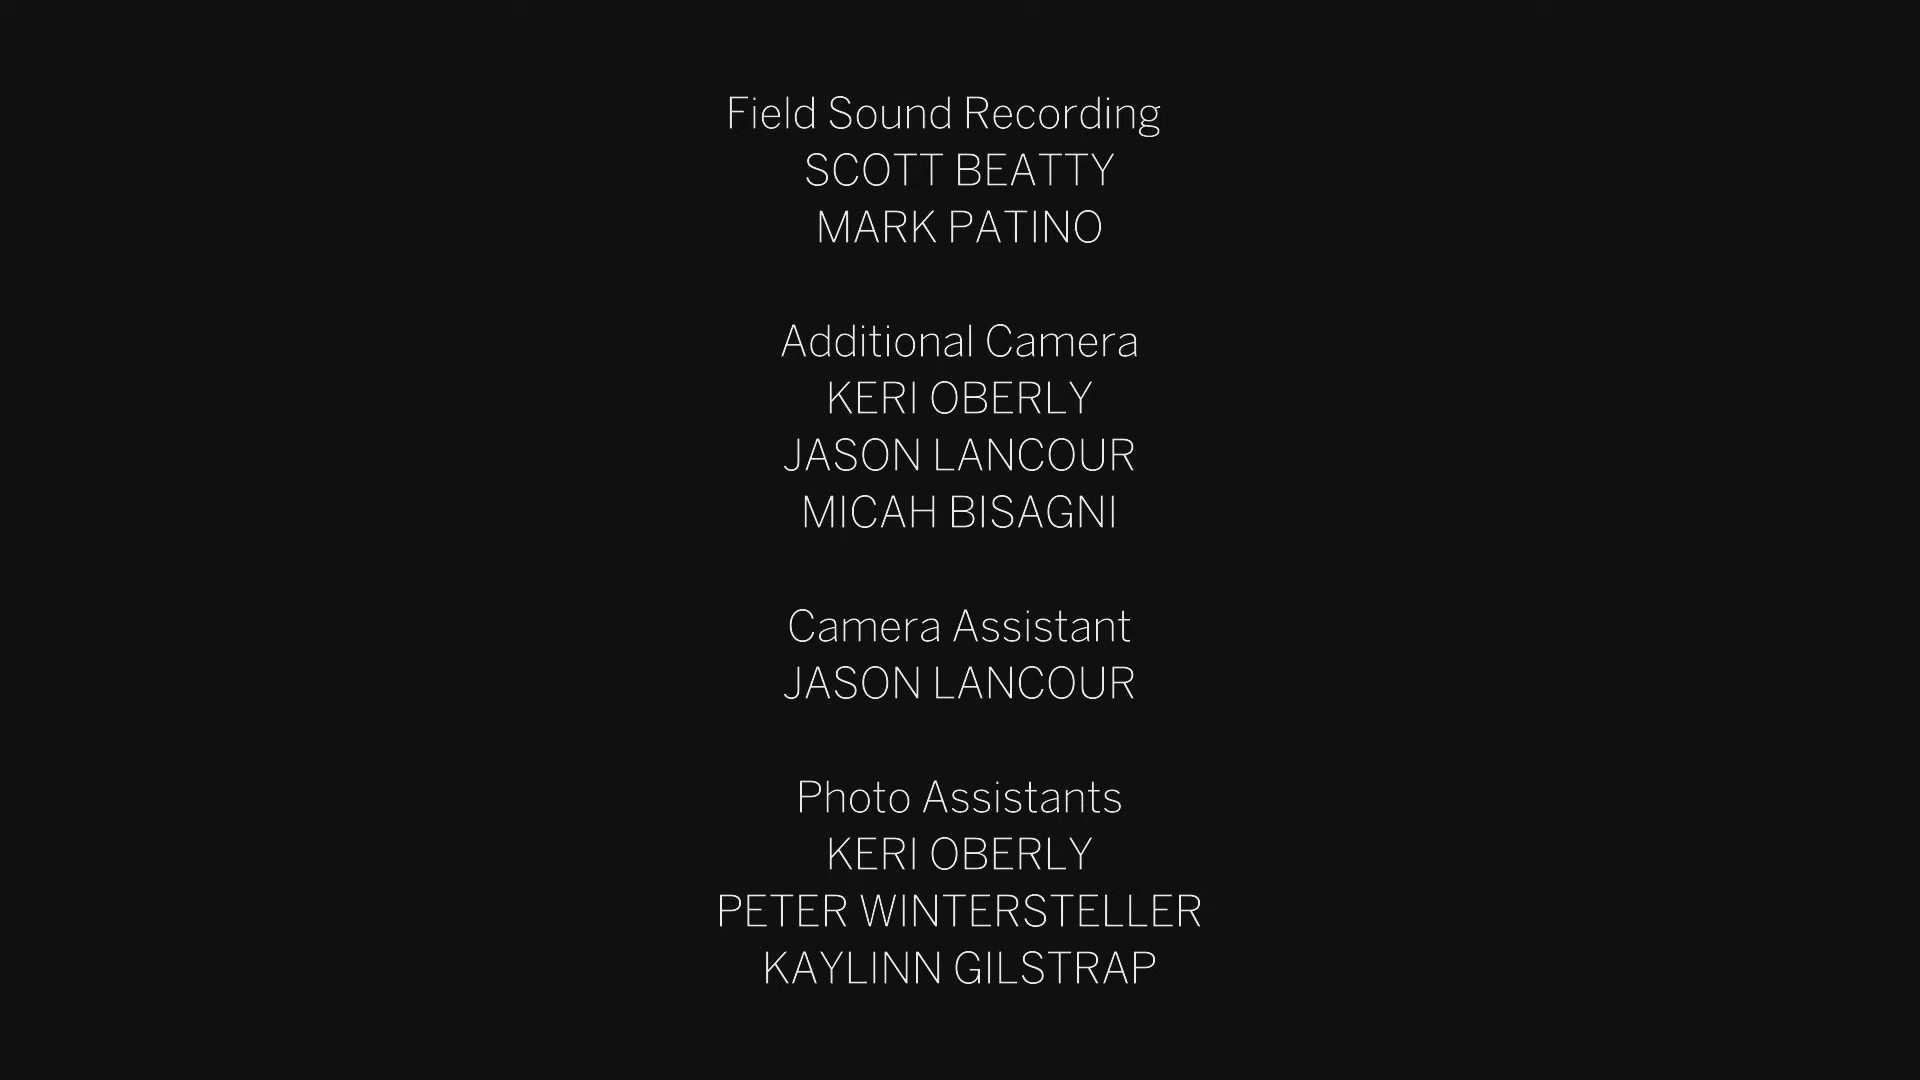 Field Sound Recording
SCOTT BEATTY
MARK PATINO
Additional Camera
KERI OBERLY
JASON LANCOUR
MICAH BISAGNI
Camera Assistant
JASON LANCOUR
Photo Assistants
KERI OBERLY
PETER WINTERSTELLER
KAYLINN GILSTRAP